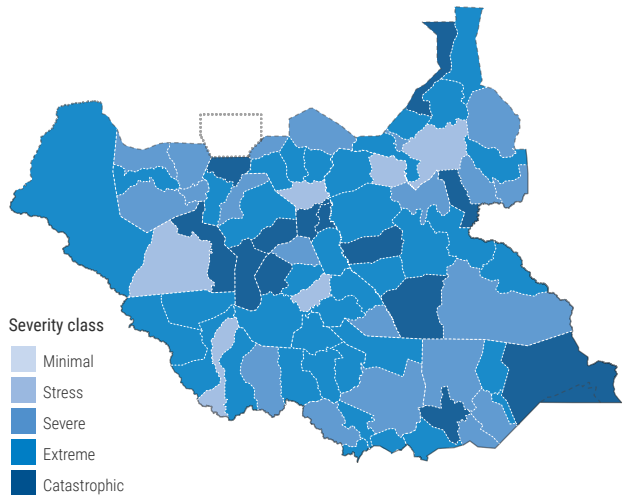 Severity class
Minimal
Stress
Severe
Extreme
Catastrophic